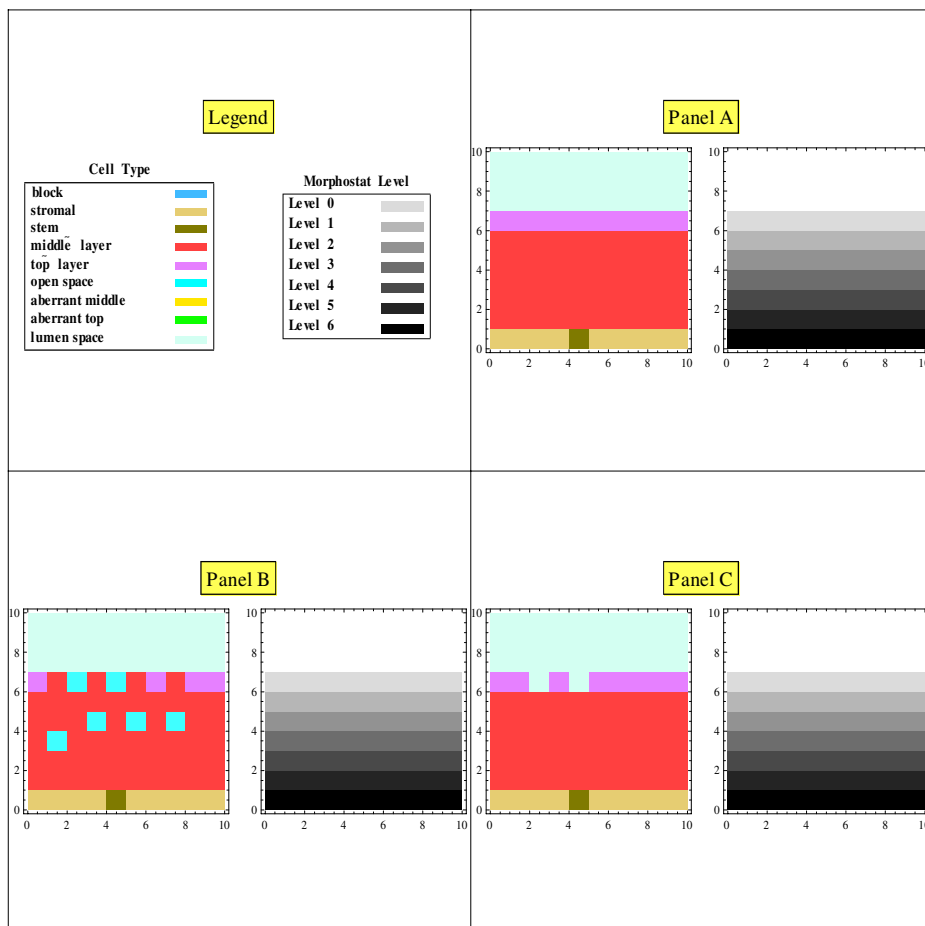 Legend
Cell Type
block
stromal
stem
middle~ layer
top~ layer
open space
aberrant middle
aberrant top
lumen space
Morphostat Level
Level 0
Level 1
Level 2
Level 3
Level 4
Level 5
Level 6
Panel A
10
8
6
4
2
0
0 2 4 6 8 10
10
8
6
4
2
0
0 2 4 6 8 10
Panel B
10
8
6
4
2
0
0 2 4 6 8 10
10
8
6
4
2
0
0 2 4 6 8 10
Panel C
10
8
6
4
2
0
0 2 4 6 8 10
10
8
6
4
2
0
0 2 4 6 8 10